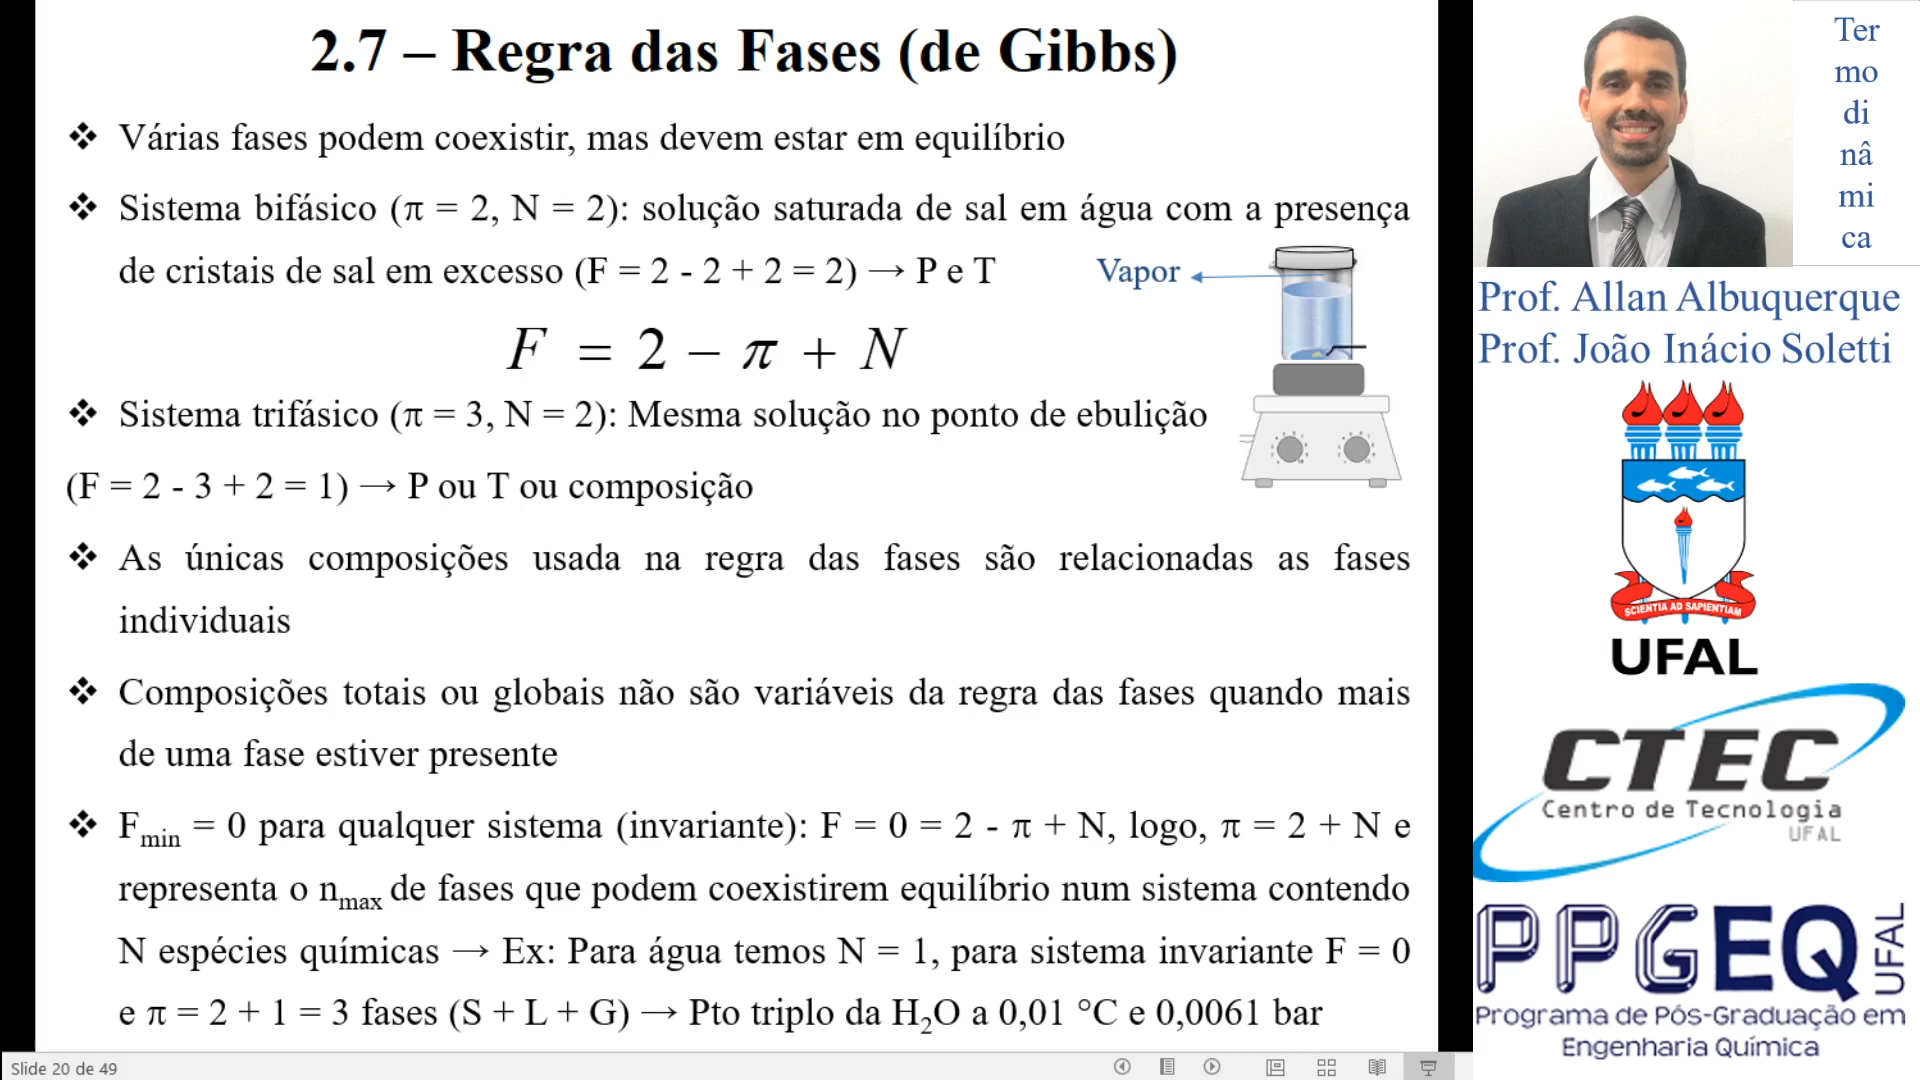 2.7 – Regra das Fases (de Gibbs)
❖ Várias fases podem coexistir, mas devem estar em equilíbrio
❖ Sistema bifásico (π = 2, N = 2): solução saturada de sal em água com a presença
de cristais de sal em excesso (F = 2 - 2 + 2 = 2) → P e T
Vapor
F = 2 − π + N
❖ Sistema trifásico (π = 3, N = 2): Mesma solução no ponto de ebulição
(F = 2 - 3 + 2 = 1) → P ou T ou composição
❖ As únicas composições usada na regra das fases são relacionadas as fases
individuais
❖ Composições totais ou globais não são variáveis da regra das fases quando mais
de uma fase estiver presente
❖ Fmin = 0 para qualquer sistema (invariante): F = 0 = 2 - π + N, logo, π = 2 + N e
representa o nmax de fases que podem coexistirem equilíbrio num sistema contendo
N espécies químicas → Ex: Para água temos N = 1, para sistema invariante F = 0
e π = 2 + 1 = 3 fases (S + L + G) → Pto triplo da H2O a 0,01 °C e 0,0061 bar
Slide 20 de 49
Ter
mo
di
nâ
mi
ca
Prof. Allan Albuquerque
Prof. João Inácio Soletti
SCIENTIA AD SAPIENTIAM
UFAL
CTEC
Centro de Tecnologia
UFAL
PPGEQ
UFAL
Programa de Pós-Graduação em
Engenharia Química